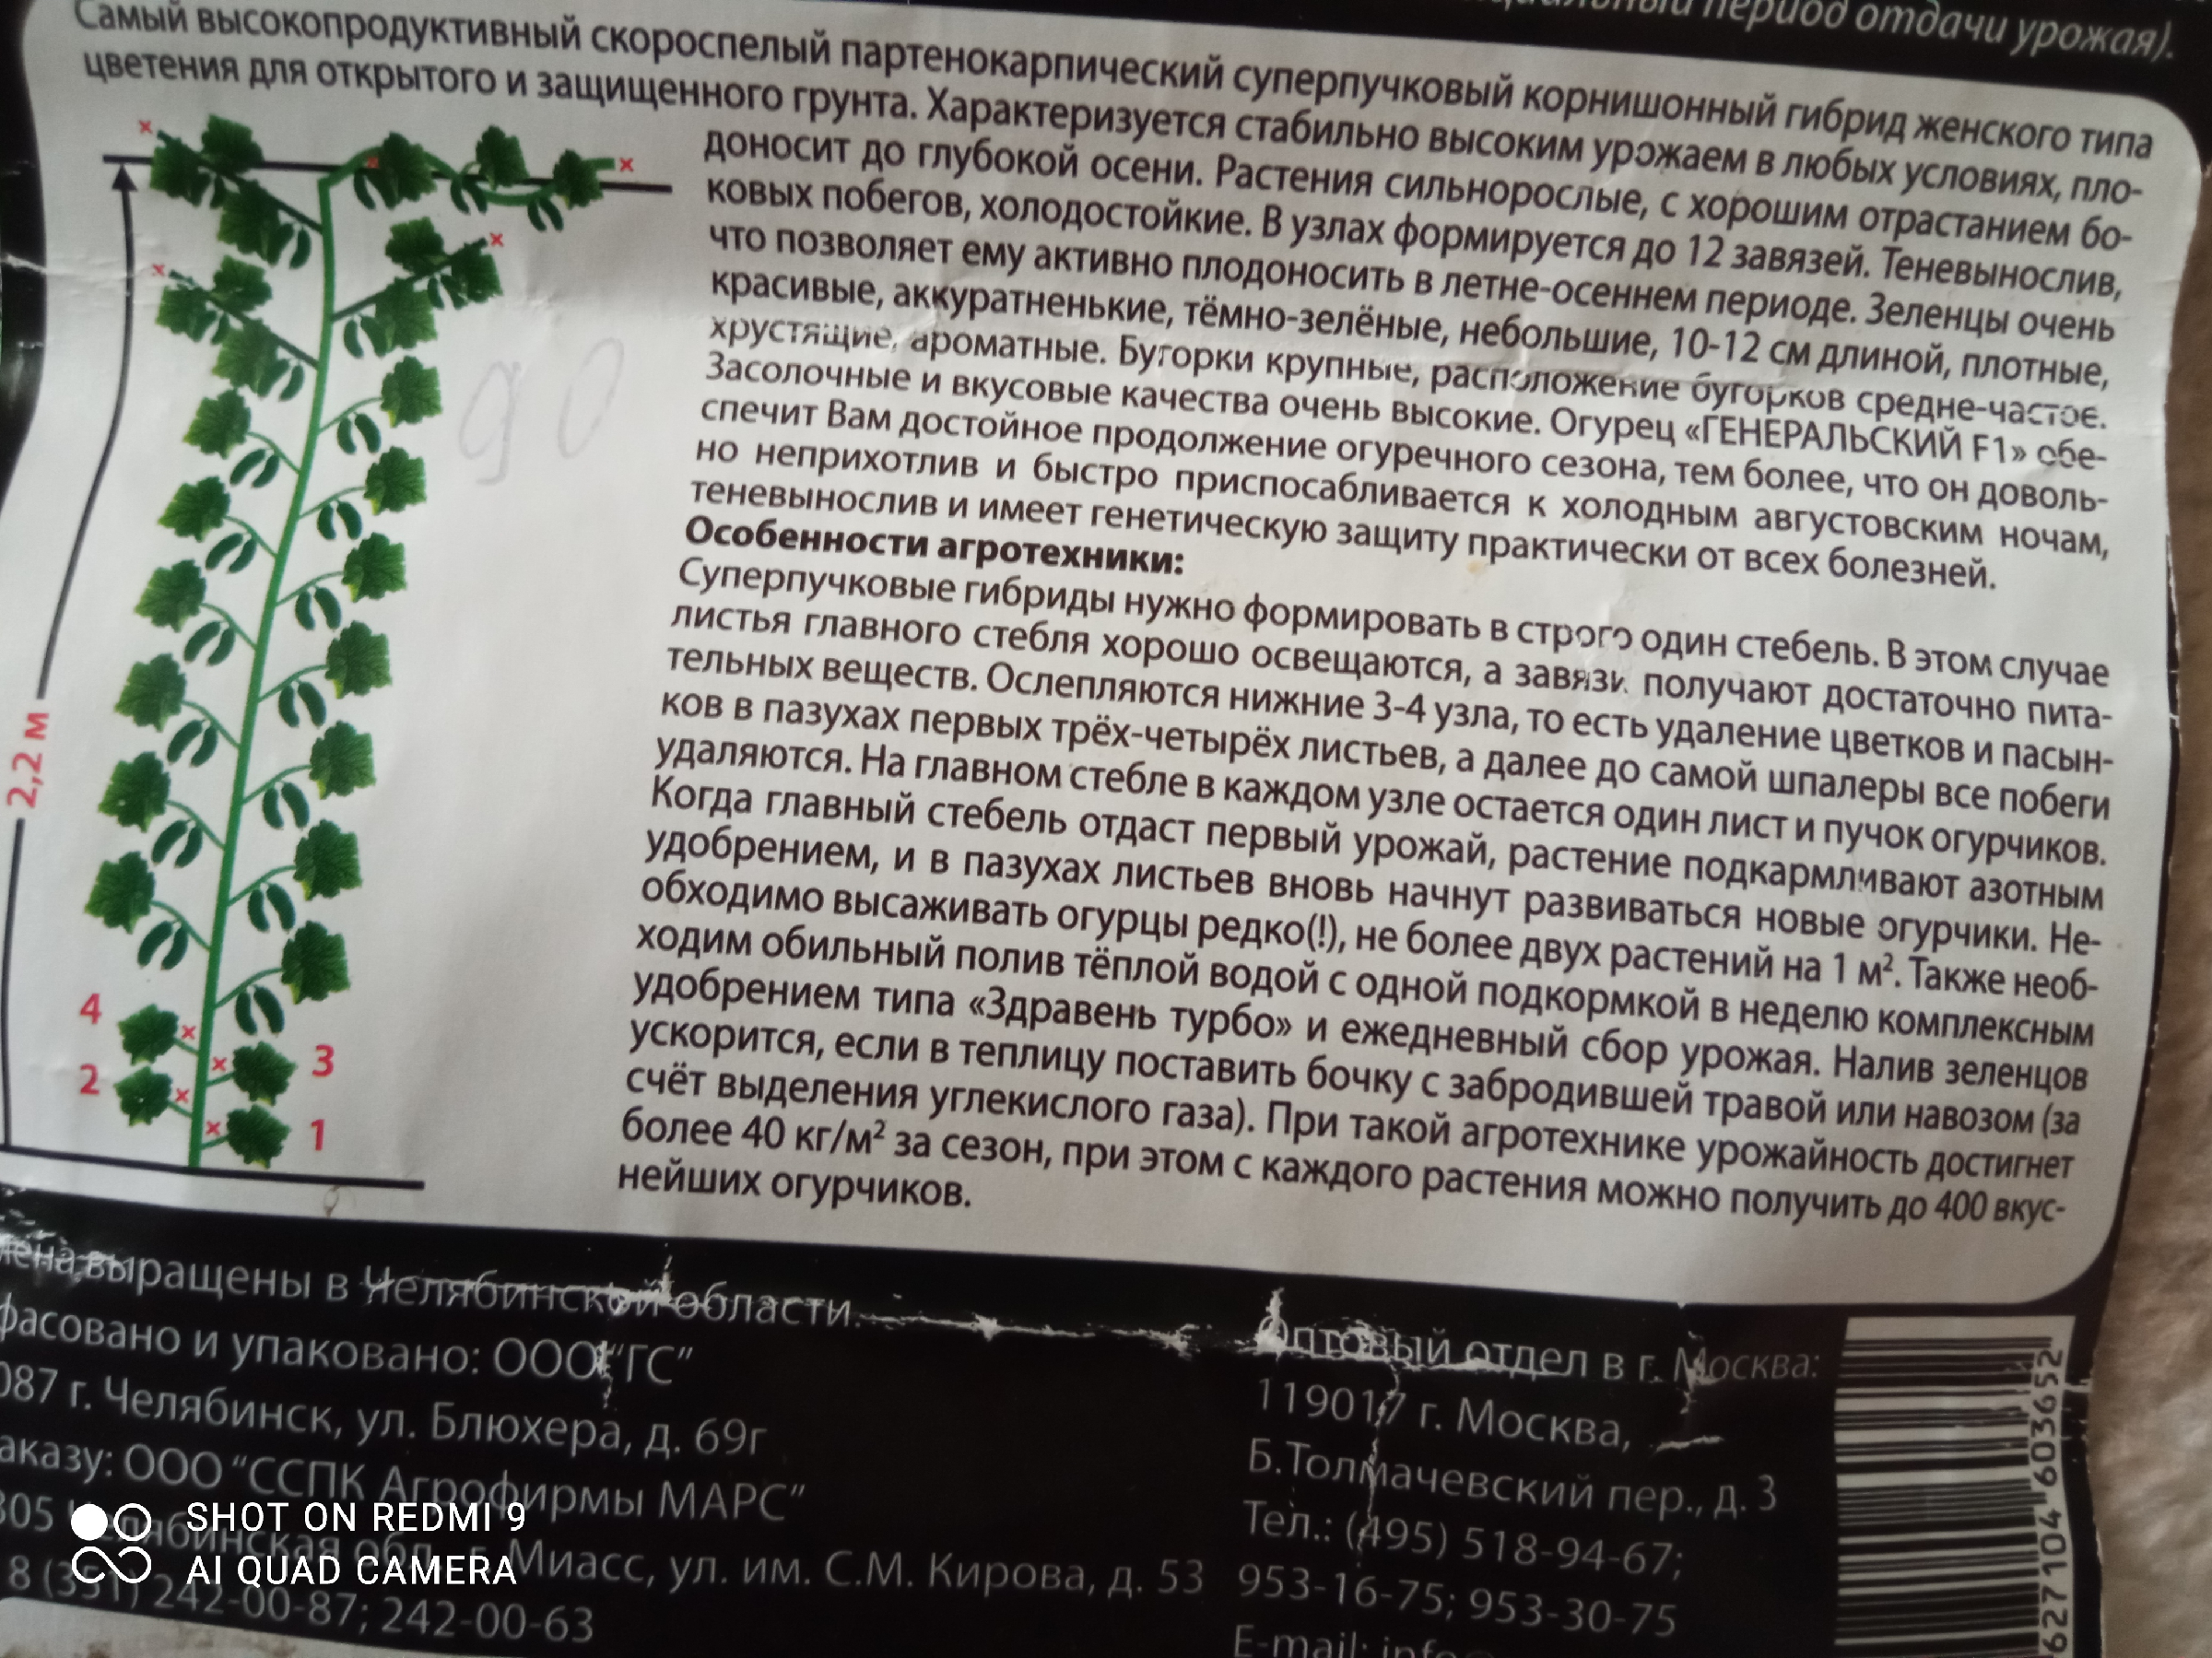 период отдачи урожая).
Самый высокопродуктивный скороспелый партенокарпический суперпучковый корнишонный гибрид женского типа
цветения для открытого и защищенного грунта. Характеризуется стабильно высоким урожаем в любых условиях, пло-
доносит до глубокой осени. Растения сильнорослые, с хорошим отрастанием бо-
ковых побегов, холодостойкие. В узлах формируется до 12 завязей. Теневынослив,
что позволяет ему активно плодоносить в летне-осеннем периоде. Зеленцы очень
красивые, аккуратненькие, тёмно-зелёные, небольшие, 10-12 см длиной, плотные,
хрустящие, ароматные. Бугорки крупные, расположение бугорков средне-частое.
Засолочные и вкусовые качества очень высокие. Огурец «ГЕНЕРАЛЬСКИЙ F1» обе-
спечит Вам достойное продолжение огуречного сезона, тем более, что он доволь-
но неприхотлив и быстро приспосабливается к холодным августовским ночам,
теневынослив и имеет генетическую защиту практически от всех болезней.
Особенности агротехники:
Суперпучковые гибриды нужно формировать в строго один стебель. В этом случае
листья главного стебля хорошо освещаются, а завязи получают достаточно пита-
тельных веществ. Ослепляются нижние 3-4 узла, то есть удаление цветков и пасын-
ков в пазухах первых трёх-четырёх листьев, а далее до самой шпалеры все побеги
удаляются. На главном стебле в каждом узле остается один лист и пучок огурчиков.
Когда главный стебель отдаст первый урожай, растение подкармливают азотным
удобрением, и в пазухах листьев вновь начнут развиваться новые огурчики. Не-
обходимо высаживать огурцы редко(!), не более двух растений на 1 м². Также необ-
ходим обильный полив тёплой водой с одной подкормкой в неделю комплексным
удобрением типа «Здравень турбо» и ежедневный сбор урожая. Налив зеленцов
ускорится, если в теплицу поставить бочку с забродившей травой или навозом (за
счёт выделения углекислого газа). При такой агротехнике урожайность достигнет
более 40 кг/м² за сезон, при этом с каждого растения можно получить до 400 вкус-
нейших огурчиков.
2,2 м
4
3
2
1
выращены в Челябинской области.
фасовано и упаковано: ООО "ГС"
087 г. Челябинск, ул. Блюхера, д. 69г
аказу: ООО "ССПК Агрофирмы МАРС"
305 Челябинская обл., г. Миасс, ул. им. С.М. Кирова, д. 53
8 (351) 242-00-87; 242-00-63
Оптовый отдел в г. Москва:
119017 г. Москва,
Б.Толмачевский пер., д. 3
Тел.: (495) 518-94-67;
953-16-75; 953-30-75
E-mail:
627104 603652
SHOT ON REDMI 9
AI QUAD CAMERA